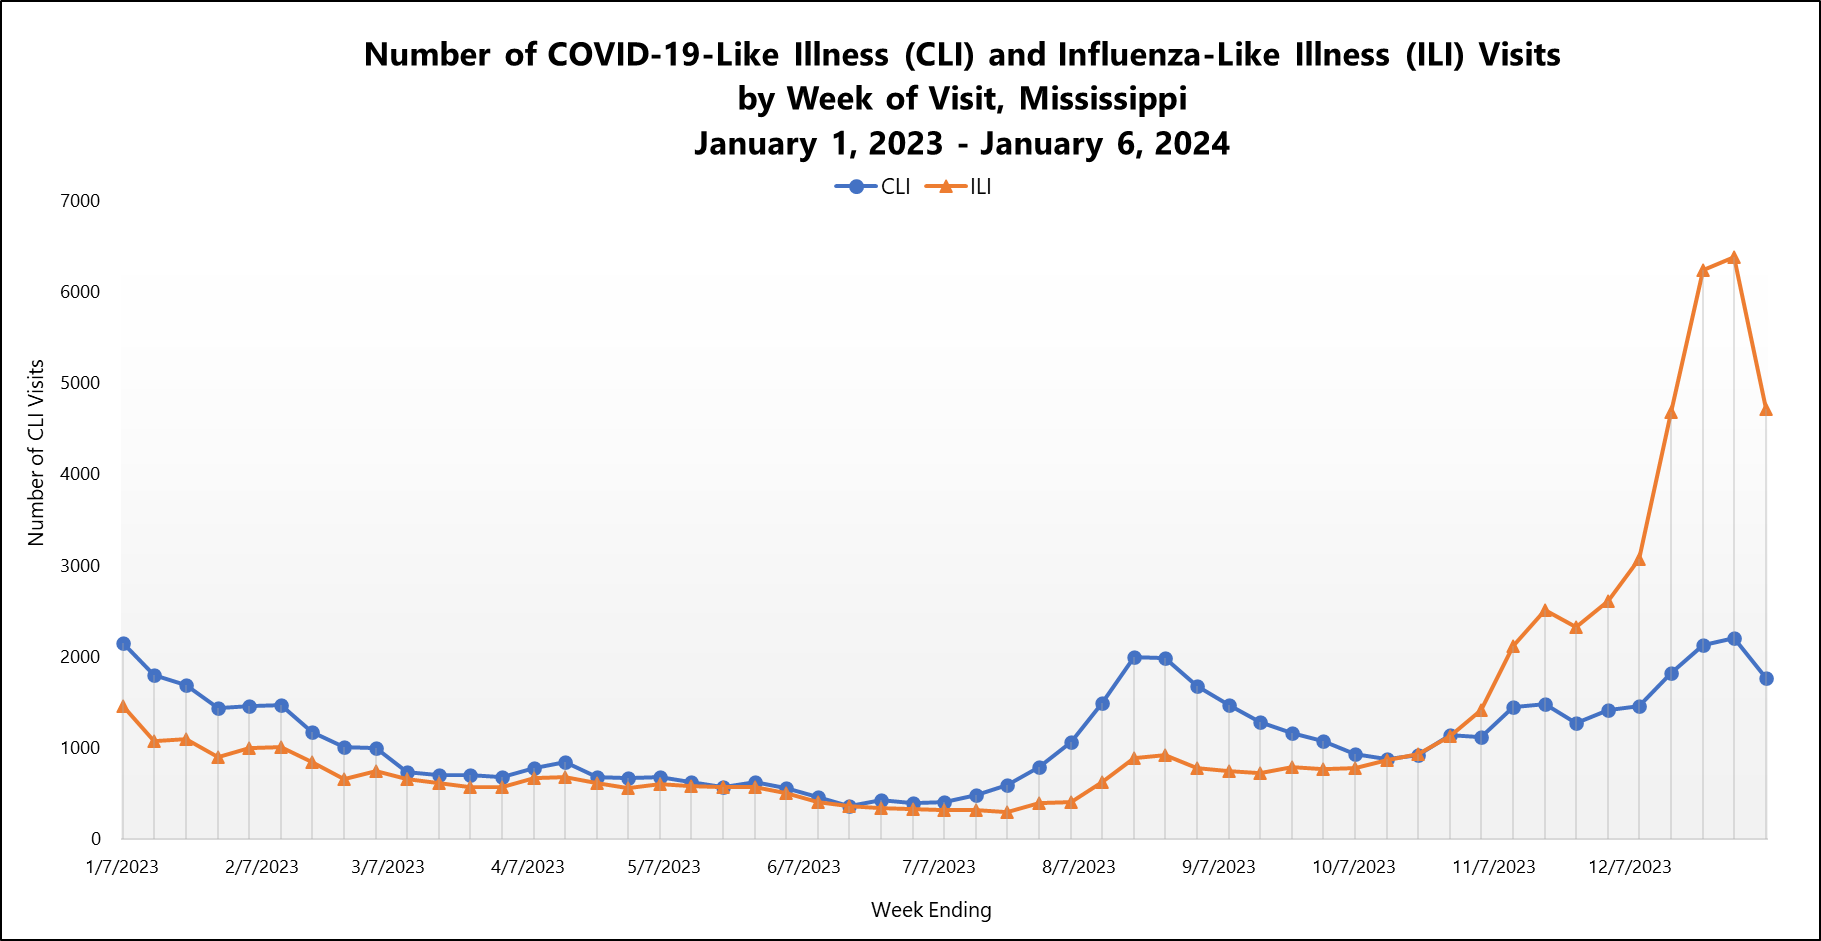 Number of COVID-19-Like Illness (CLI) and Influenza-Like Illness (ILI) Visits
by Week of Visit, Mississippi
January 1, 2023 - January 6, 2024
CLI ILI
7000
6000
5000
4000
3000
2000
1000
0
Number of CLI Visits
1/7/2023 2/7/2023 3/7/2023 4/7/2023 5/7/2023 6/7/2023 7/7/2023 8/7/2023 9/7/2023 10/7/2023 11/7/2023 12/7/2023
Week Ending